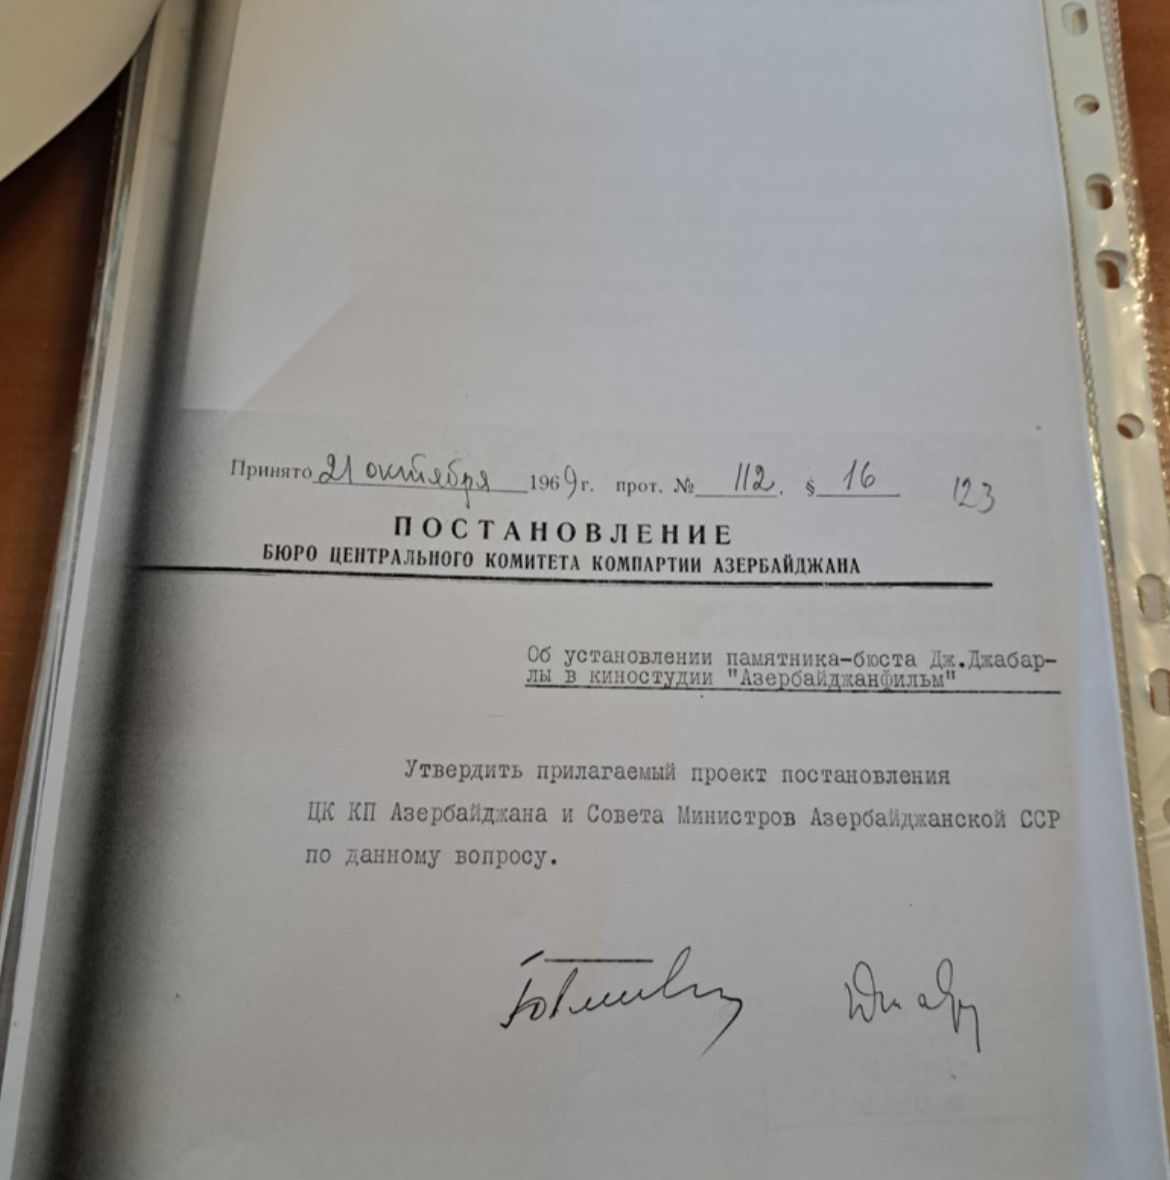 Принято 21 октября 1969 г. прот. № 112. § 16 123
ПОСТАНОВЛЕНИЕ
БЮРО ЦЕНТРАЛЬНОГО КОМИТЕТА КОМПАРТИИ АЗЕРБАЙДЖАНА
Об установлении памятника-бюста Дж.Джабар-
лы в киностудии "Азербайджанфильм"
Утвердить прилагаемый проект постановления
ЦК КП Азербайджана и Совета Министров Азербайджанской ССР
по данному вопросу.